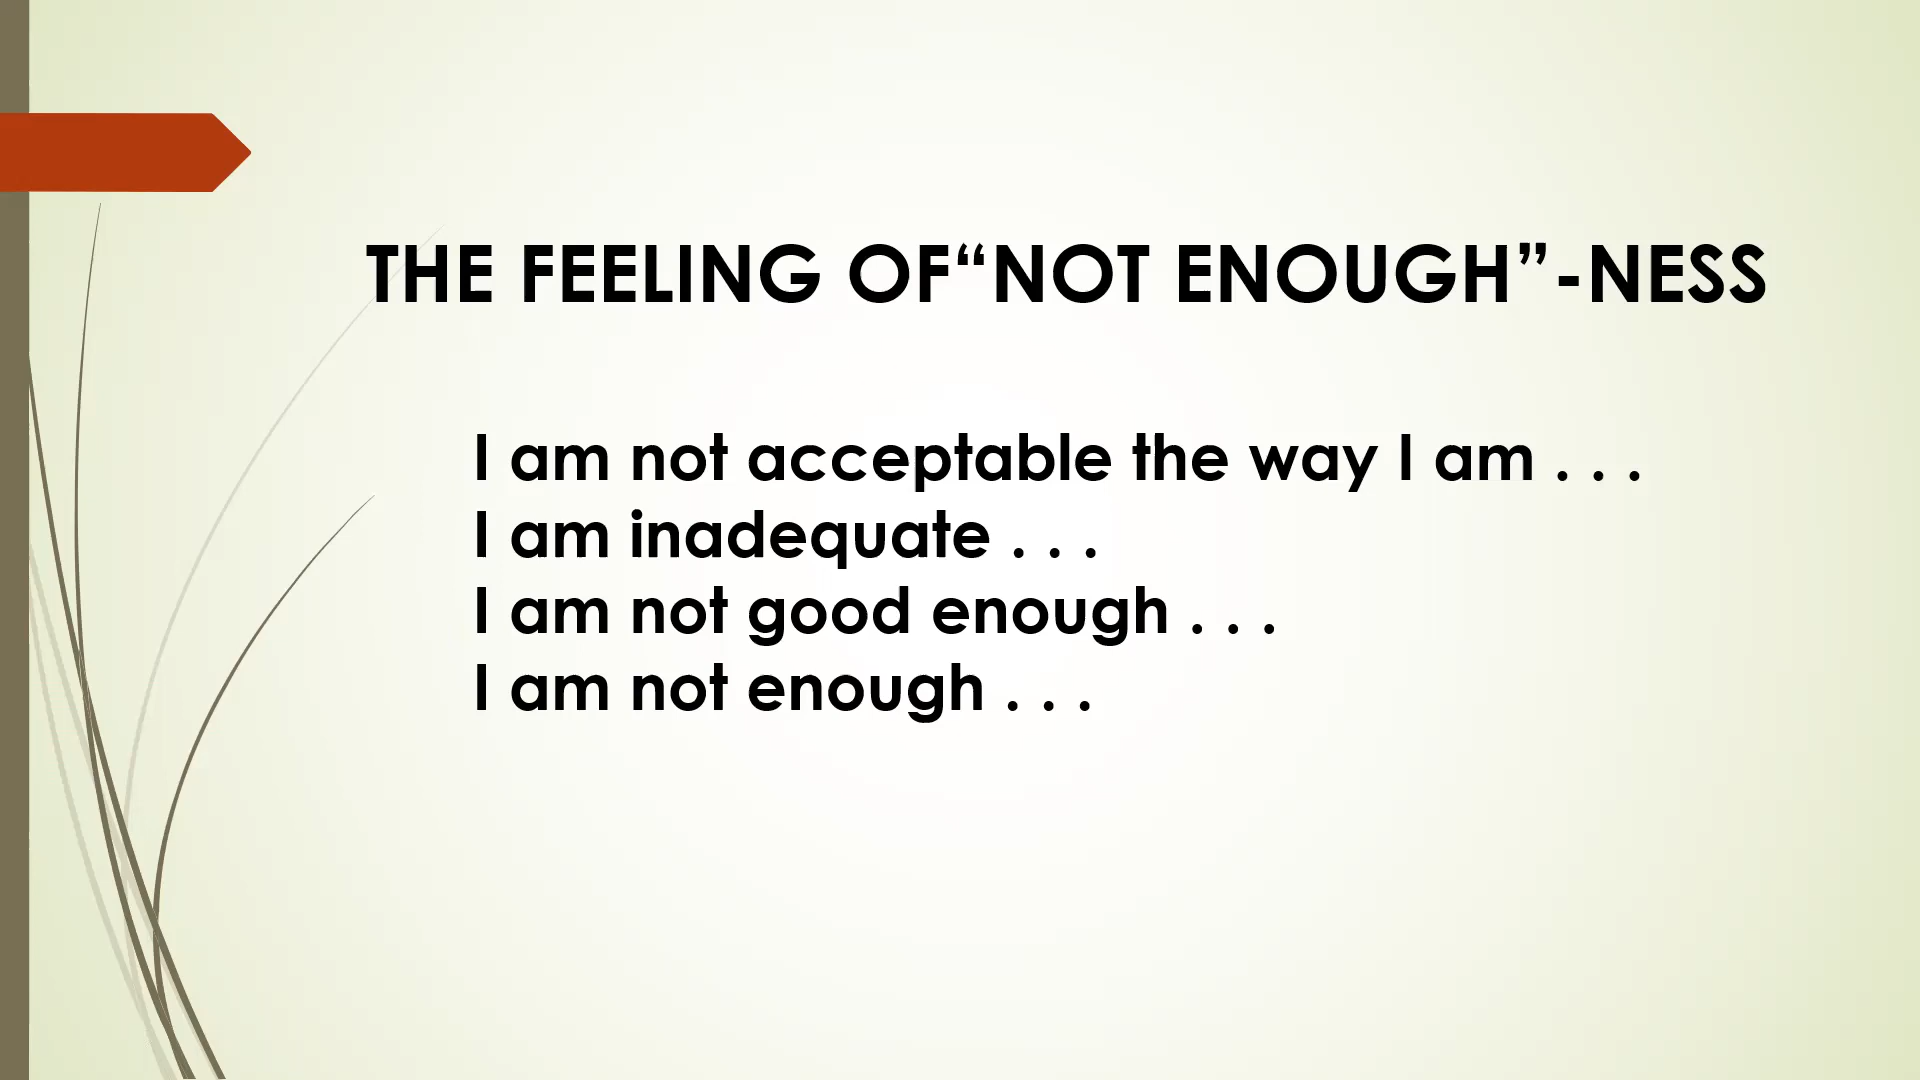 THE FEELING OF“NOT ENOUGH”-NESS
I am not acceptable the way I am . . .
I am inadequate . . .
I am not good enough . . .
I am not enough . . .